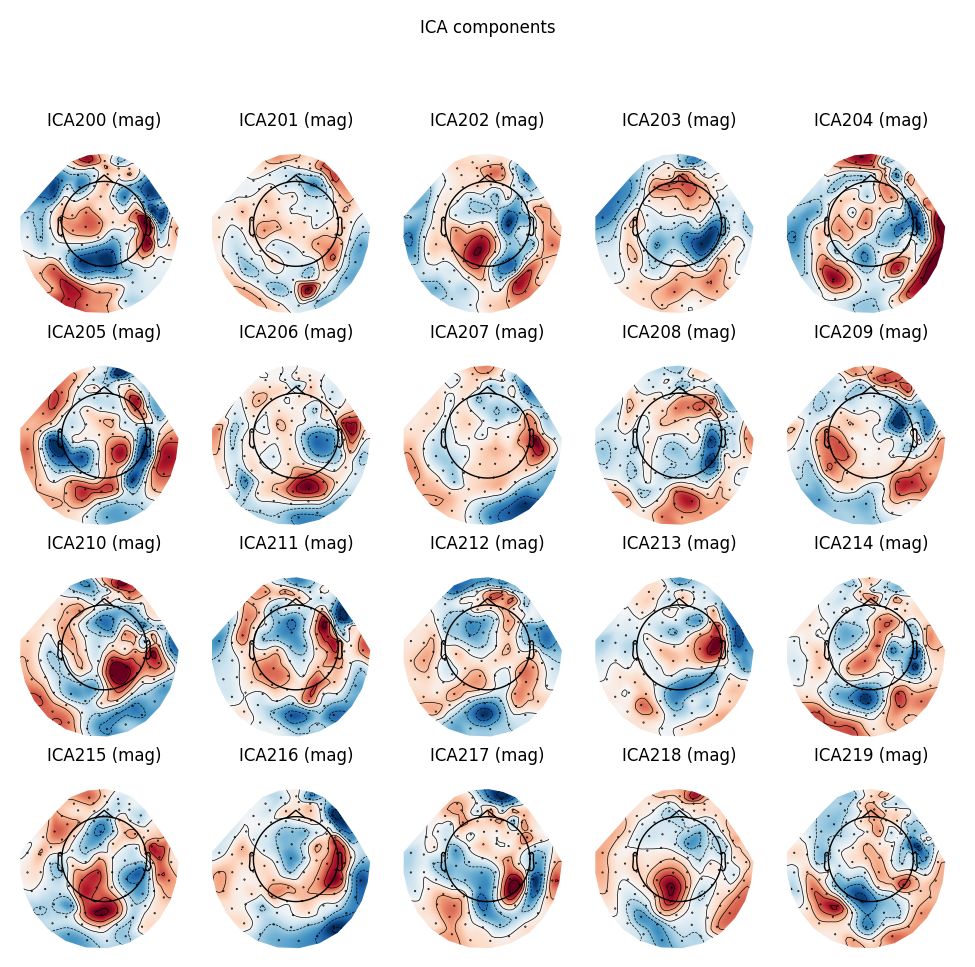 ICA components
ICA200 (mag) ICA201 (mag) ICA202 (mag) ICA203 (mag) ICA204 (mag)
ICA205 (mag) ICA206 (mag) ICA207 (mag) ICA208 (mag) ICA209 (mag)
ICA210 (mag) ICA211 (mag) ICA212 (mag) ICA213 (mag) ICA214 (mag)
ICA215 (mag) ICA216 (mag) ICA217 (mag) ICA218 (mag) ICA219 (mag)